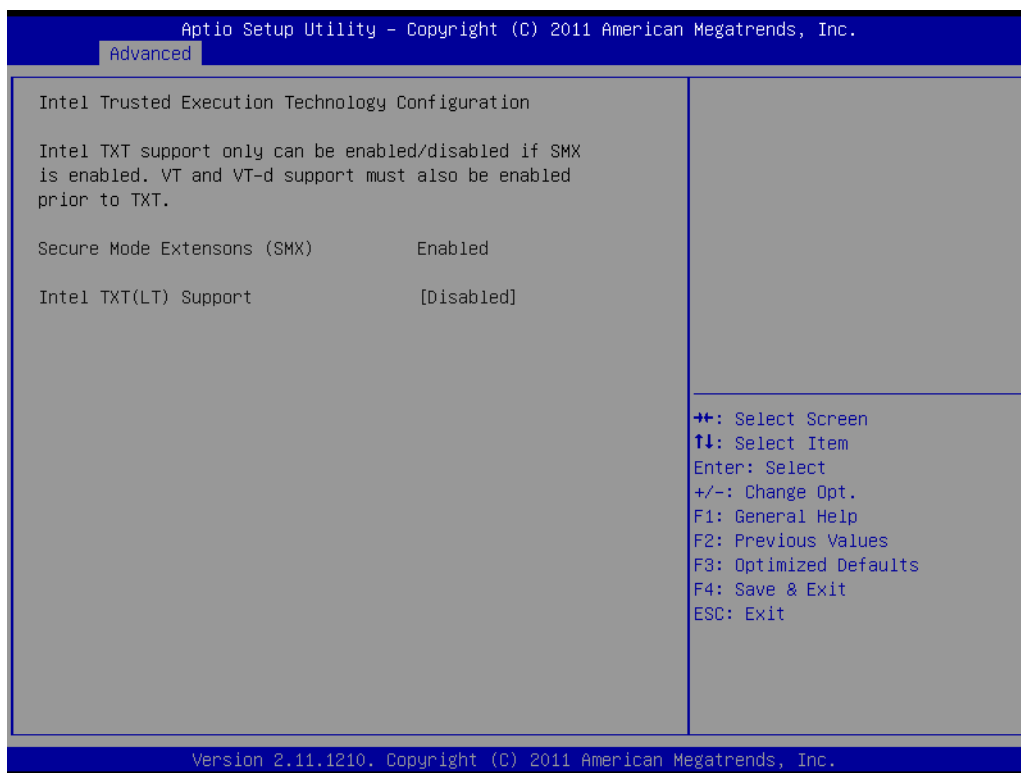 Aptio Setup Utility – Copyright (C) 2011 American Megatrends, Inc.
Advanced
Intel Trusted Execution Technology Configuration
Intel TXT support only can be enabled/disabled if SMX
is enabled. VT and VT-d support must also be enabled
prior to TXT.
Secure Mode Extensons (SMX) Enabled
Intel TXT(LT) Support [Disabled]
→←: Select Screen
↑↓: Select Item
Enter: Select
+/-: Change Opt.
F1: General Help
F2: Previous Values
F3: Optimized Defaults
F4: Save & Exit
ESC: Exit
Version 2.11.1210. Copyright (C) 2011 American Megatrends, Inc.